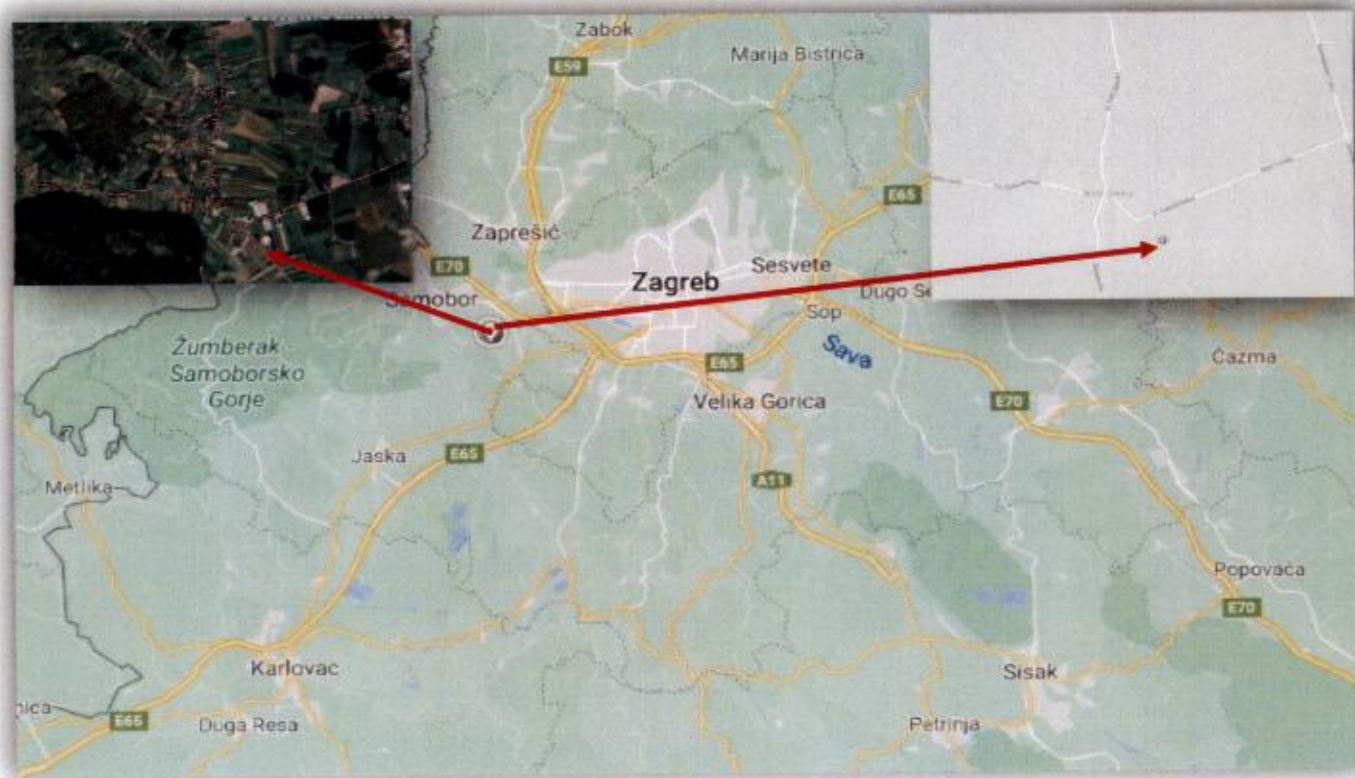 Zabok
Marija Bistrica
E59
E65
Zaprešić
E70
Zagreb
Sesvete
Samobor
Dugo Se
Sop
Sava
Žumberak
Samoborsko
Gorje
E65
Čazma
Velika Gorica
E70
Jaska
E65
A11
Metlika
Popovača
E70
Karlovac
Sisak
nica
E65
Duga Resa
Petrinja